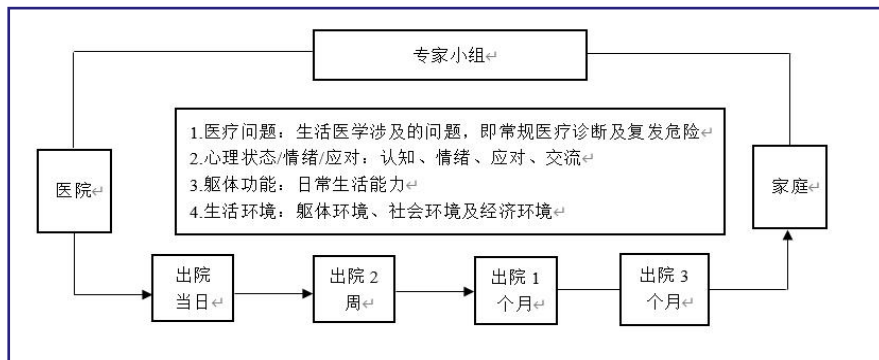 专家小组↵
1.医疗问题：生活医学涉及的问题，即常规医疗诊断及复发危险↵
2.心理状态/情绪/应对：认知、情绪、应对、交流↵
3.躯体功能：日常生活能力↵
4.生活环境：躯体环境、社会环境及经济环境↵
医院↵
家庭↵
出院
当日↵
出院 2
周↵
出院 1
个月↵
出院 3
个月↵